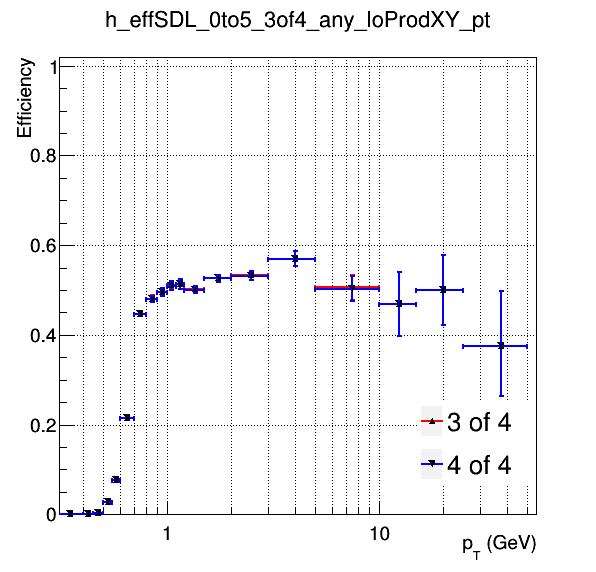 h_effSDL_0to5_3of4_any_loProdXY_pt
Efficiency
1
0.8
0.6
0.4
0.2
0
3 of 4
4 of 4
1
10
p_T (GeV)